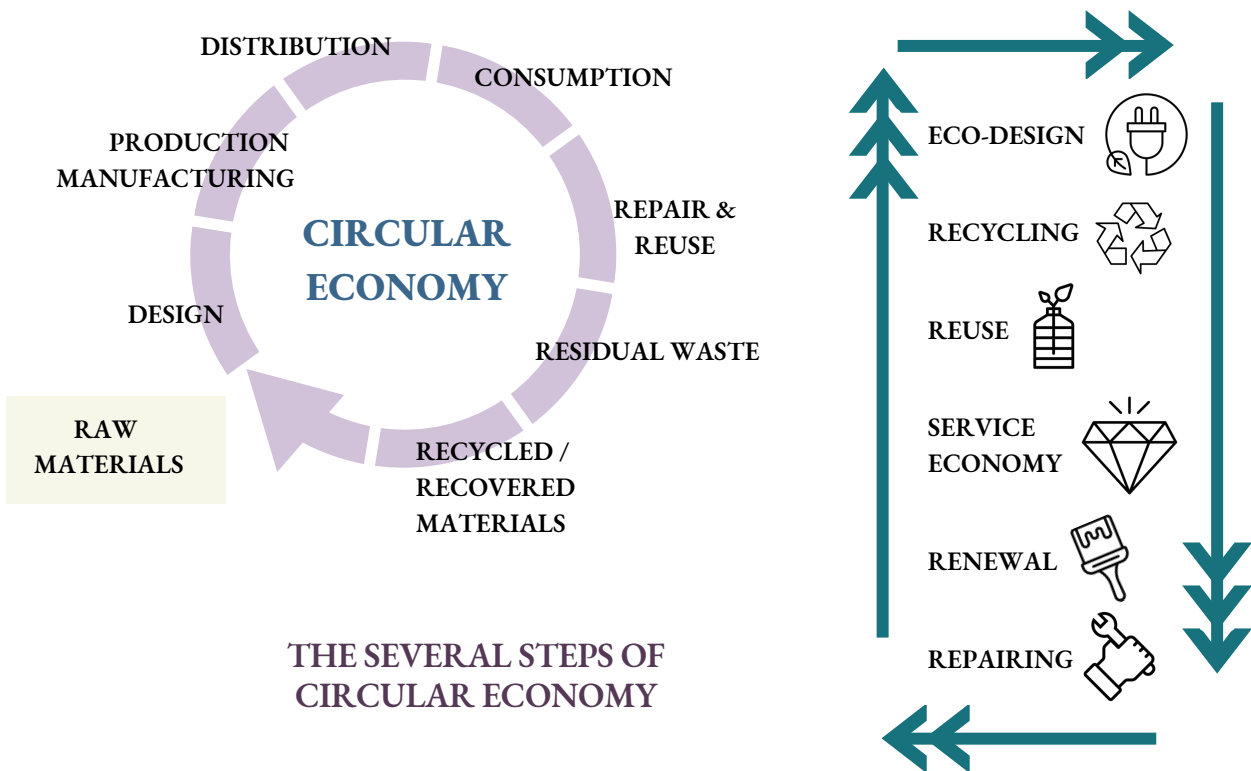 DISTRIBUTION
CONSUMPTION
PRODUCTION
MANUFACTURING
REPAIR &
REUSE
CIRCULAR
ECONOMY
DESIGN
RESIDUAL WASTE
RAW
MATERIALS
RECYCLED /
RECOVERED
MATERIALS
THE SEVERAL STEPS OF
CIRCULAR ECONOMY
ECO-DESIGN
RECYCLING
REUSE
SERVICE
ECONOMY
RENEWAL
REPAIRING